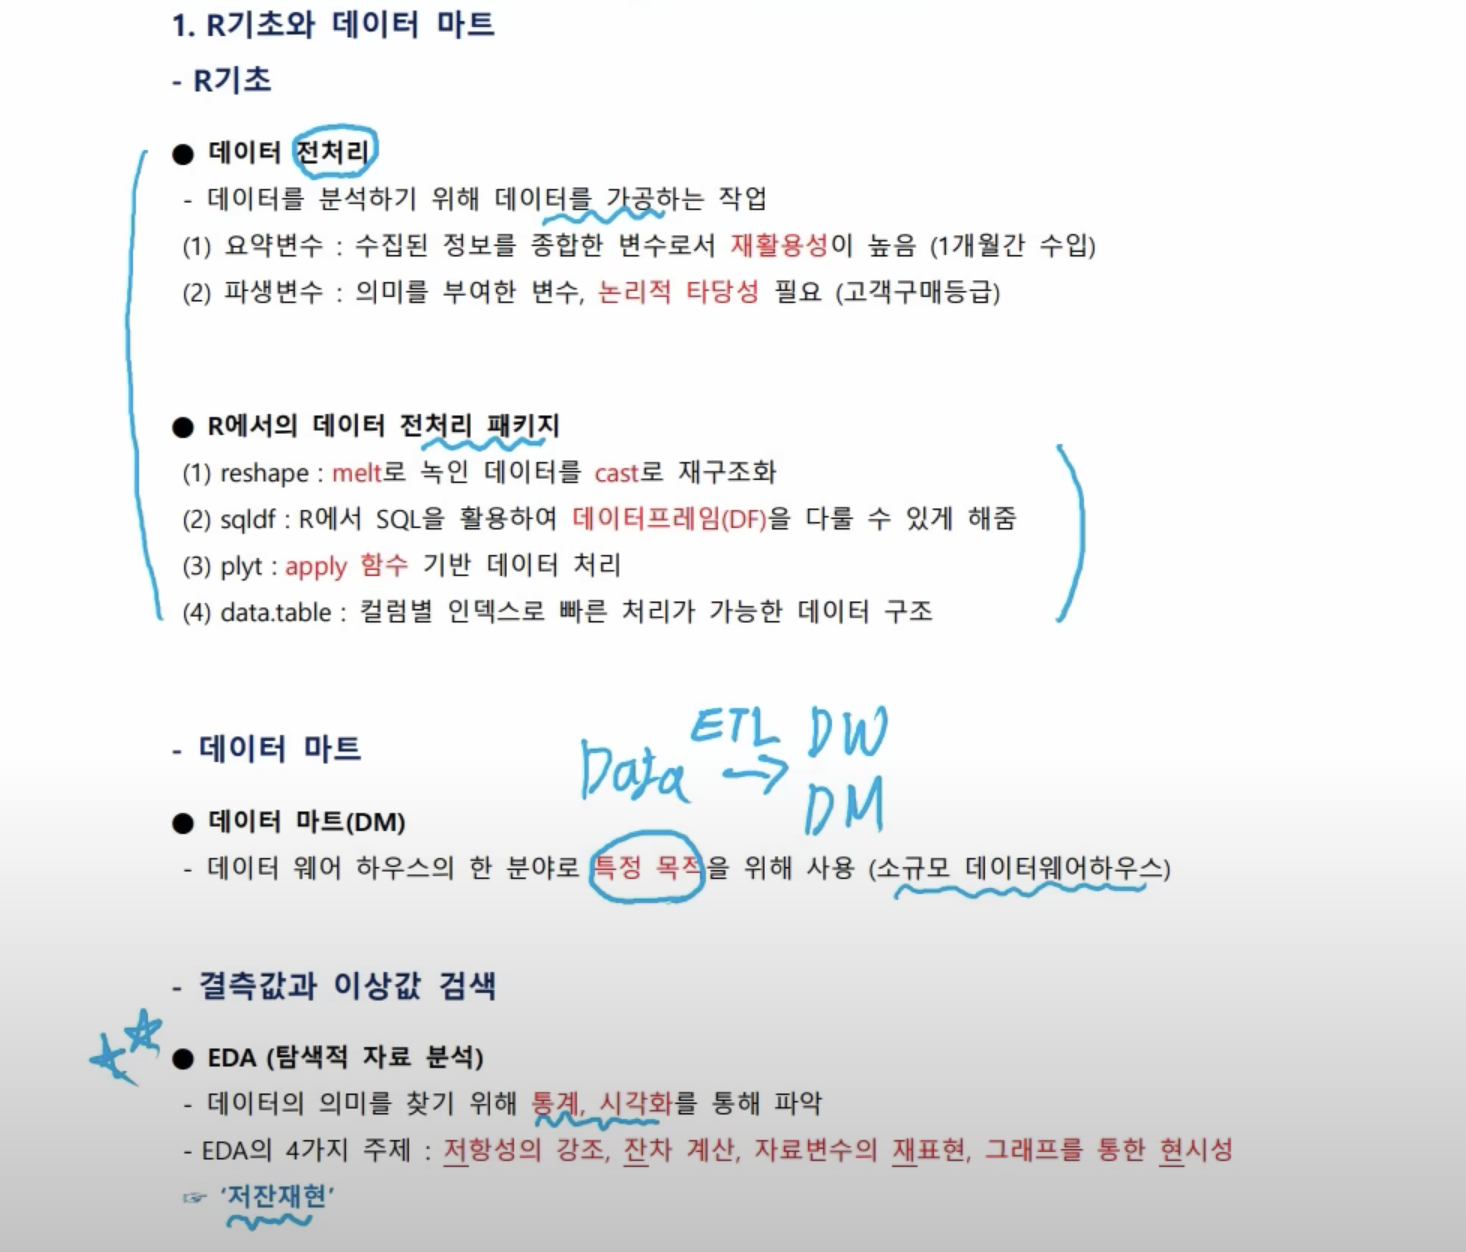 1. R기초와 데이터 마트
- R기초
● 데이터 전처리
- 데이터를 분석하기 위해 데이터를 가공하는 작업
(1) 요약변수 : 수집된 정보를 종합한 변수로서 재활용성이 높음 (1개월간 수입)
(2) 파생변수 : 의미를 부여한 변수, 논리적 타당성 필요 (고객구매등급)
● R에서의 데이터 전처리 패키지
(1) reshape : melt로 녹인 데이터를 cast로 재구조화
(2) sqldf : R에서 SQL을 활용하여 데이터프레임(DF)을 다룰 수 있게 해줌
(3) plyt : apply 함수 기반 데이터 처리
(4) data.table : 컬럼별 인덱스로 빠른 처리가 가능한 데이터 구조
ETL DW
- 데이터 마트
Data → DM
● 데이터 마트(DM)
- 데이터 웨어 하우스의 한 분야로 특정 목적을 위해 사용 (소규모 데이터웨어하우스)
- 결측값과 이상값 검색
● EDA (탐색적 자료 분석)
- 데이터의 의미를 찾기 위해 통계, 시각화를 통해 파악
- EDA의 4가지 주제 : 저항성의 강조, 잔차 계산, 자료변수의 재표현, 그래프를 통한 현시성
☞ ‘저잔재현’